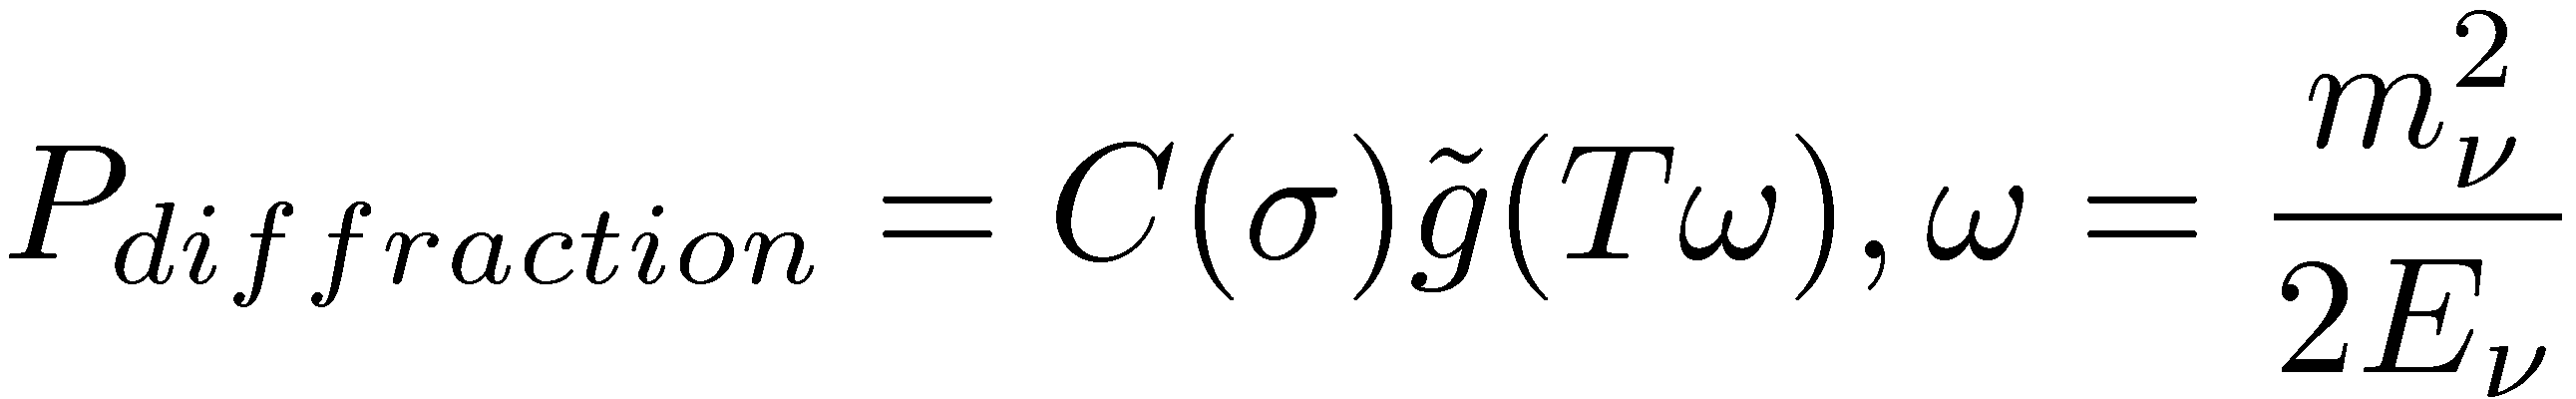 P_{diffraction} = C(\sigma)\tilde{g}(T\omega), \omega = \frac{m_{\nu}^{2}}{2E_{\nu}}